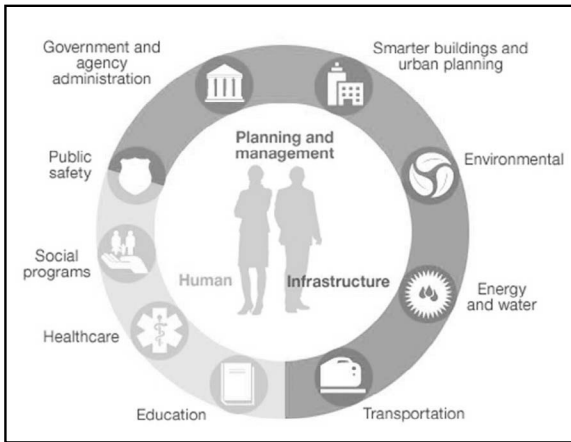 Government and
agency
administration
Smarter buildings and
urban planning
Planning and
management
Public
safety
Environmental
Social
programs
Human
Infrastructure
Energy
and water
Healthcare
Education
Transportation